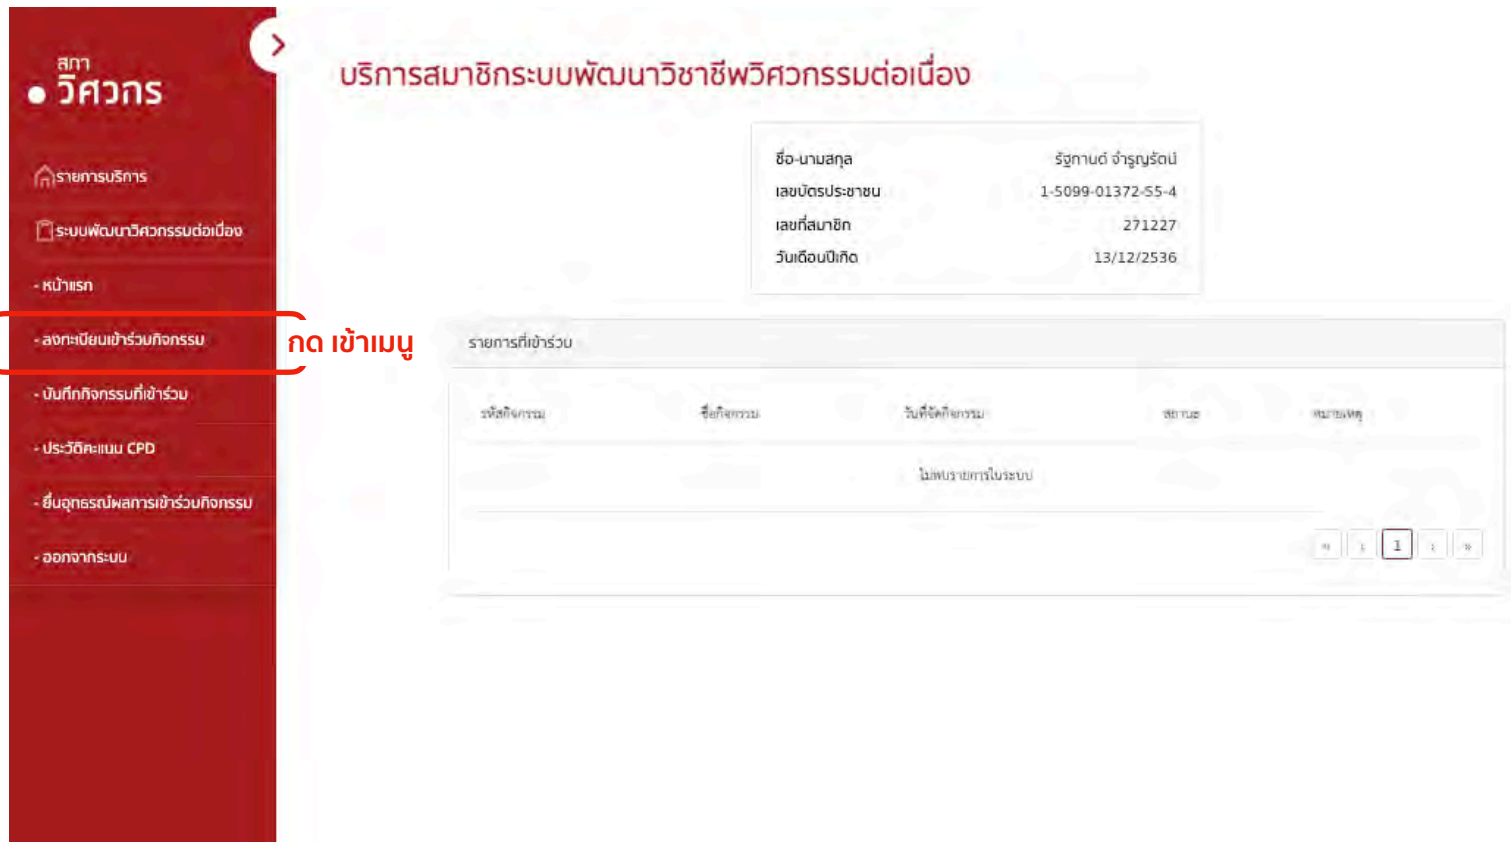 สภา
วิศวกร
บริการสมาชิกระบบพัฒนาวิชาชีพวิศวกรรมต่อเนื่อง
รายการบริการ
ระบบพัฒนาวิศวกรรมต่อเนื่อง
- หน้าแรก
- ลงทะเบียนเข้าร่วมกิจกรรม
กด เข้าเมนู
- บันทึกกิจกรรมที่เข้าร่วม
- ประวัติคะแนน CPD
- ยื่นอุทธรณ์ผลการเข้าร่วมกิจกรรม
- ออกจากระบบ
ชื่อ-นามสกุล รัฐกานต์ จำรูญรัตน์
เลขบัตรประชาชน 1-5099-01372-55-4
เลขที่สมาชิก 271227
วันเดือนปีเกิด 13/12/2536
รายการที่เข้าร่วม
รหัสกิจกรรม ชื่อกิจกรรม วันที่จัดกิจกรรม สถานะ หมายเหตุ
ไม่พบรายการในระบบ
« ‹ 1 › »